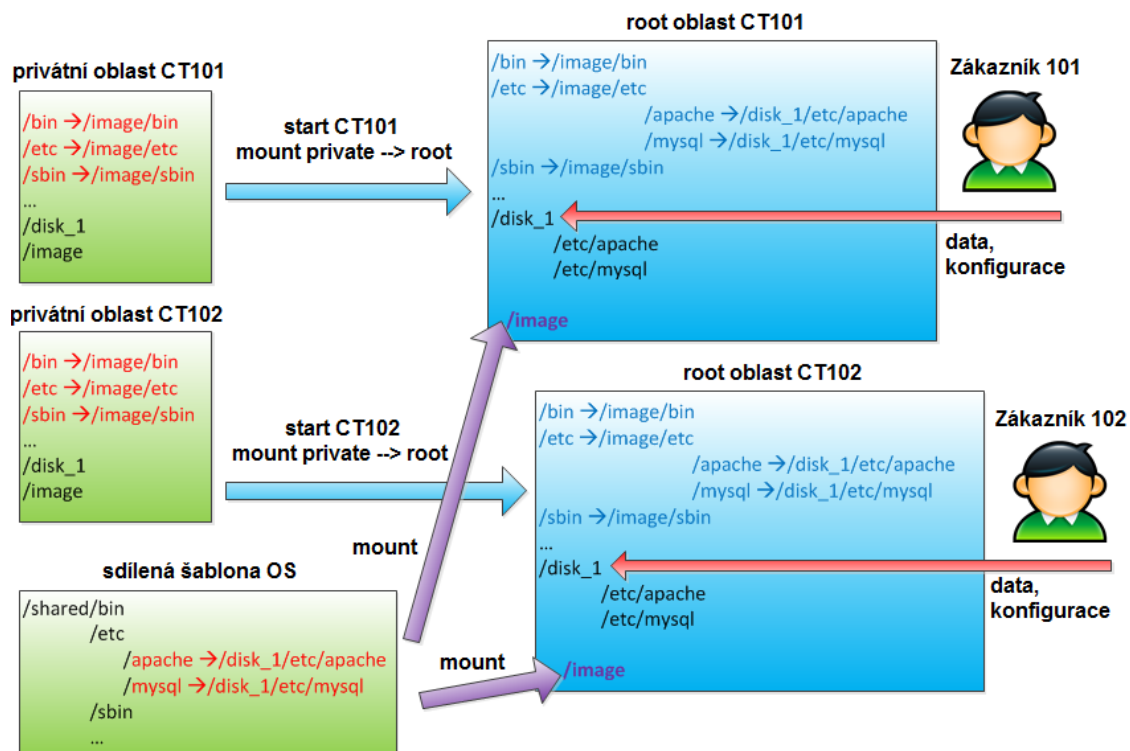 privátní oblast CT101
/bin →/image/bin
/etc →/image/etc
/sbin →/image/sbin
...
/disk_1
/image
start CT101
mount private --> root
root oblast CT101
/bin →/image/bin
/etc →/image/etc
/apache →/disk_1/etc/apache
/mysql →/disk_1/etc/mysql
/sbin →/image/sbin
...
/disk_1
/etc/apache
/etc/mysql
/image
Zákazník 101
data,
konfigurace
privátní oblast CT102
/bin →/image/bin
/etc →/image/etc
/sbin →/image/sbin
...
/disk_1
/image
start CT102
mount private --> root
root oblast CT102
/bin →/image/bin
/etc →/image/etc
/apache →/disk_1/etc/apache
/mysql →/disk_1/etc/mysql
/sbin →/image/sbin
...
/disk_1
/etc/apache
/etc/mysql
/image
Zákazník 102
data,
konfigurace
sdílená šablona OS
/shared/bin
/etc
/apache →/disk_1/etc/apache
/mysql →/disk_1/etc/mysql
/sbin
...
mount
mount